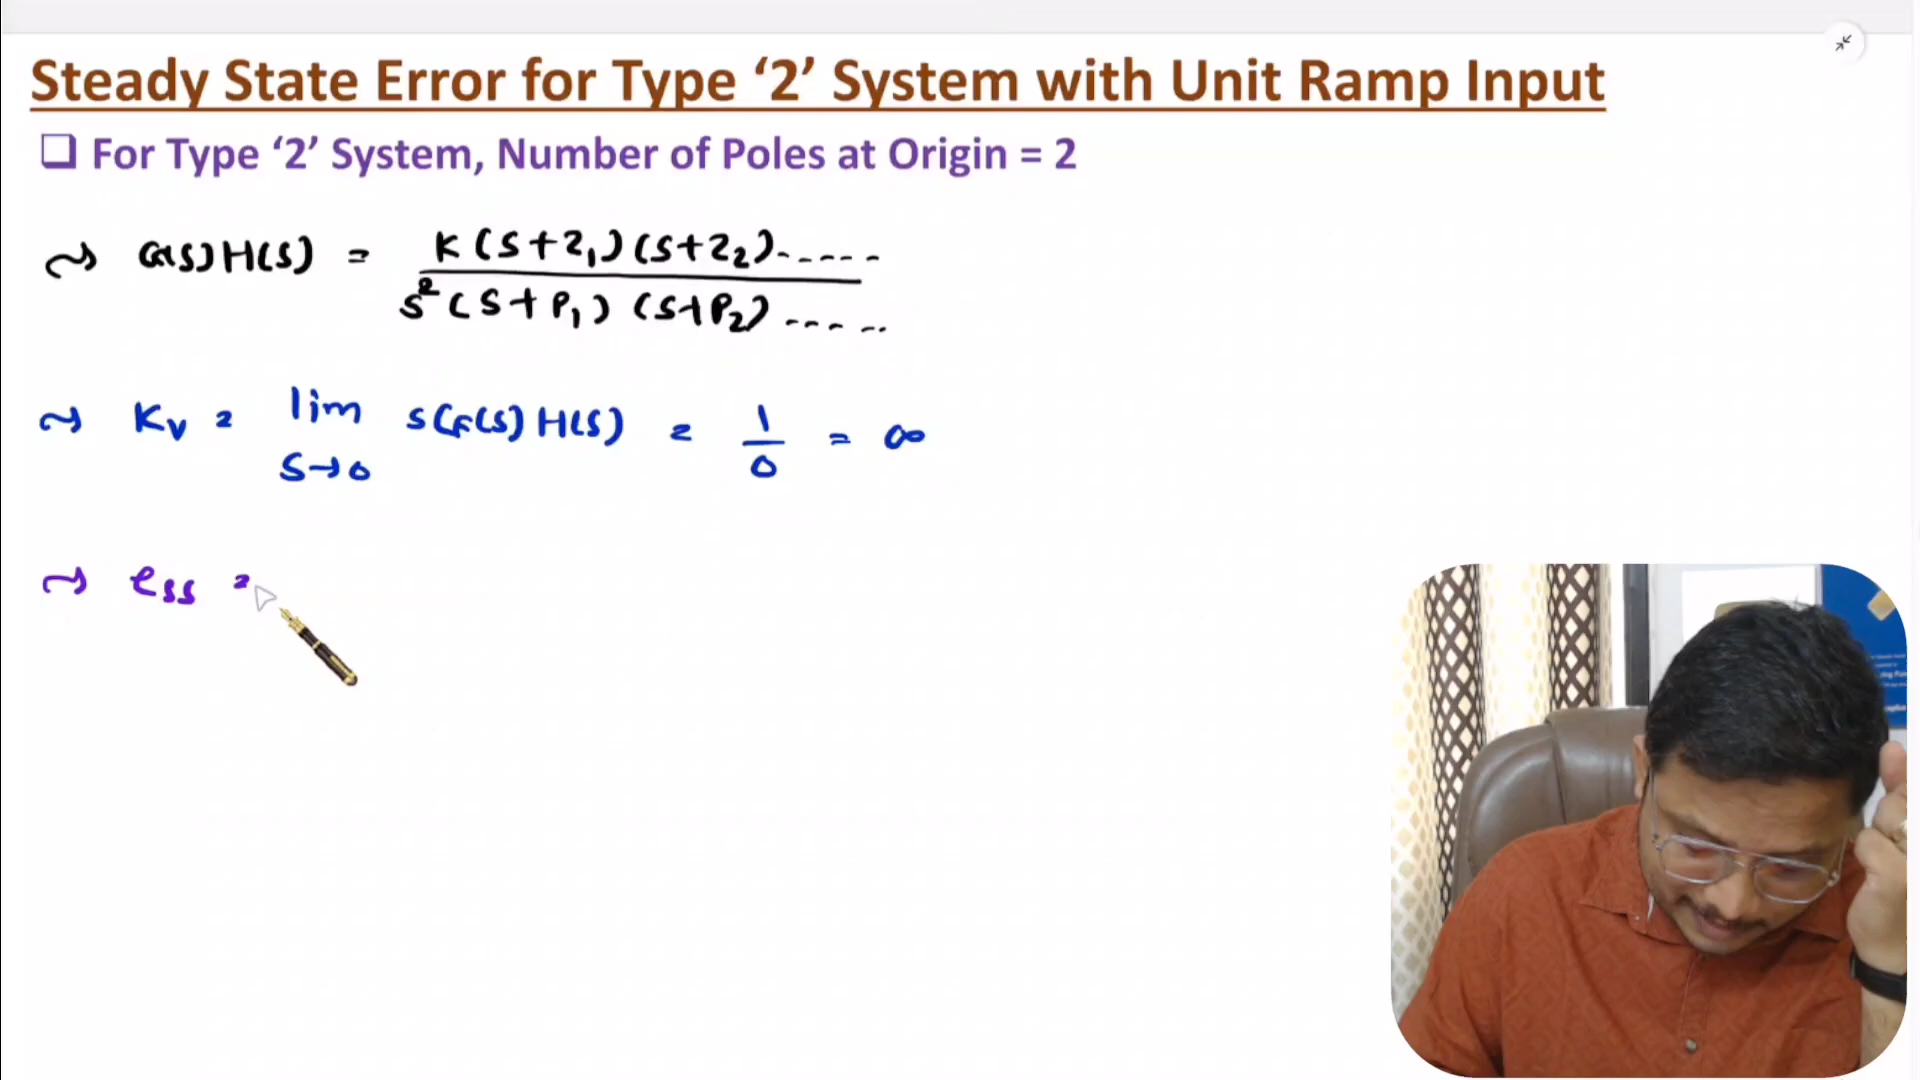 Steady State Error for Type ‘2’ System with Unit Ramp Input
❑ For Type ‘2’ System, Number of Poles at Origin = 2
⤳ G(s)H(s) = K(s+z₁)(s+z₂)...... / s²(s+P₁)(s+P₂)......
⤳ Kv = lim s→0 sG(s)H(s) = 1/0 = ∞
⤳ ess =